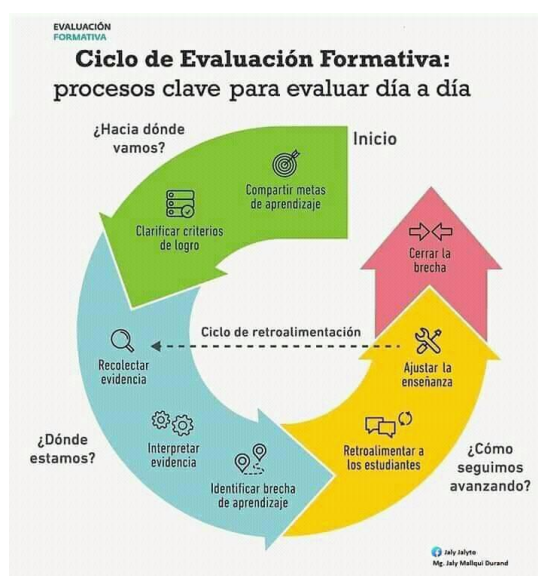 EVALUACIÓN
FORMATIVA
Ciclo de Evaluación Formativa:
procesos clave para evaluar día a día
¿Hacia dónde
vamos?
Inicio
Compartir metas
de aprendizaje
Clarificar criterios
de logro
Cerrar la
brecha
Ciclo de retroalimentación
Recolectar
evidencia
Ajustar la
enseñanza
¿Dónde
estamos?
Interpretar
evidencia
Identificar brecha
de aprendizaje
Retroalimentar a
los estudiantes
¿Cómo
seguimos
avanzando?
Jaly Jalyto
Mg. Jaly Mallqui Durand